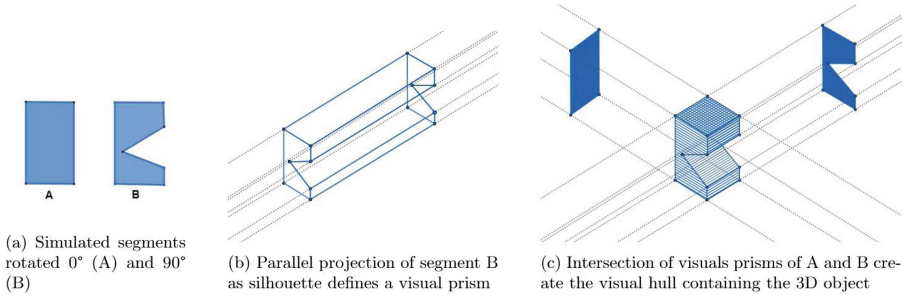 A
B
(a) Simulated segments
rotated 0° (A) and 90°
(B)
(b) Parallel projection of segment B
as silhouette defines a visual prism
(c) Intersection of visuals prisms of A and B cre-
ate the visual hull containing the 3D object